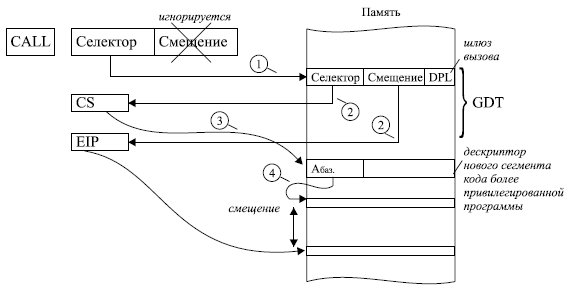 игнорируется
Память
CALL
Селектор
Смещение
шлюз
вызова
1
Селектор
Смещение
DPL
GDT
CS
2
3
2
EIP
дескриптор
нового сегмента
кода более
привилегированной
программы
Aбаз.
4
смещение